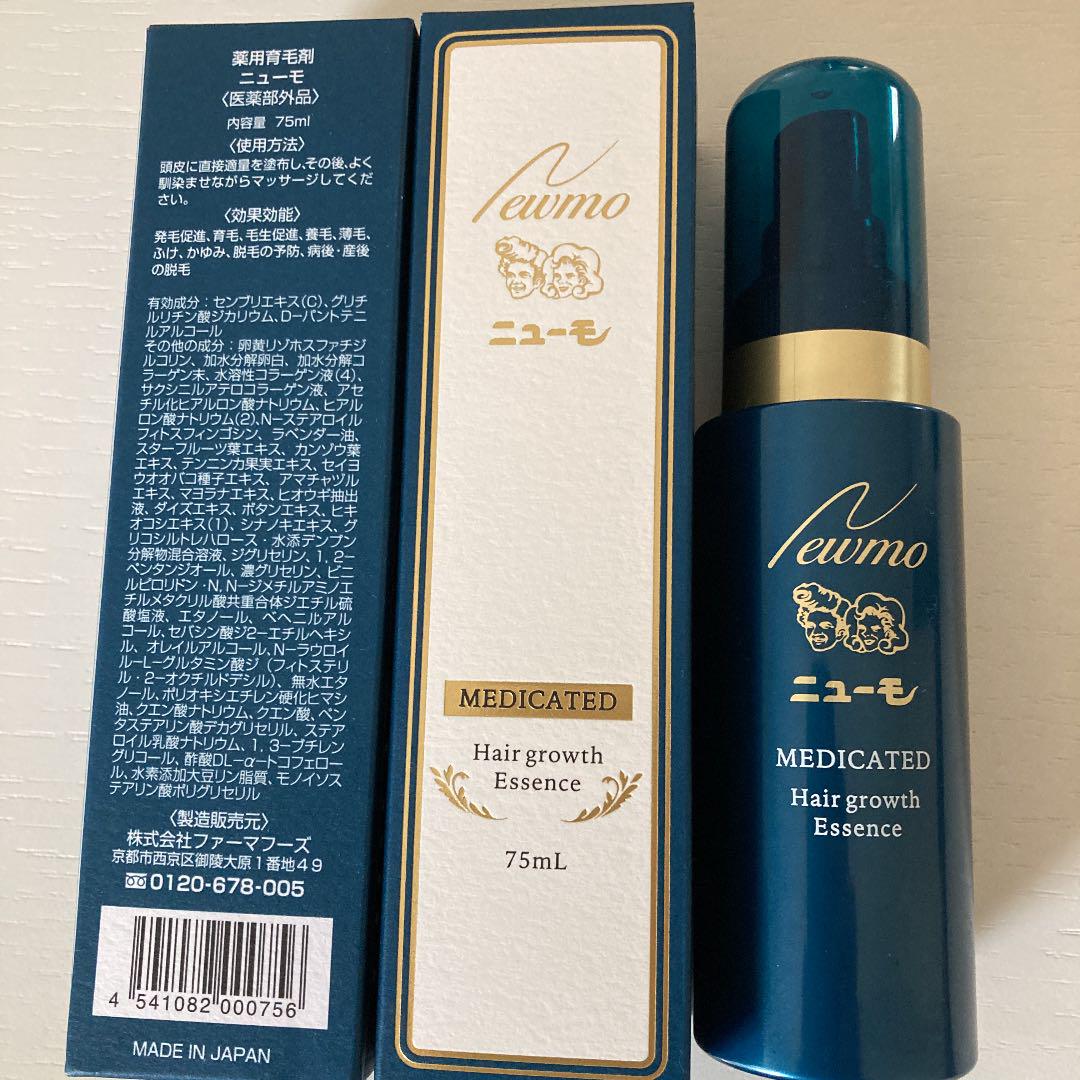 薬用育毛剤
ニューモ
〈医薬部外品〉
内容量 75ml
〈使用方法〉
頭皮に直接適量を塗布し、その後、よく
馴染ませながらマッサージしてくだ
さい。
〈効果効能〉
発毛促進、育毛、毛生促進、養毛、薄毛、
ふけ、かゆみ、脱毛の予防、病後・産後
の脱毛
有効成分：センブリエキス(C)、グリチ
ルリチン酸ジカリウム、D-パントテニ
ルアルコール
その他の成分：卵黄リゾホスファチジ
ルコリン、加水分解卵白、加水分解コ
ラーゲン末、水溶性コラーゲン液(4)、
サクシニルアテロコラーゲン液、アセ
チル化ヒアルロン酸ナトリウム、ヒアル
ロン酸ナトリウム(2)、N-ステアロイル
フィトスフィンゴシン、ラベンダー油、
スターフルーツ葉エキス、カンゾウ葉
エキス、テンニンカ果実エキス、セイヨ
ウオオバコ種子エキス、アマチャヅル
エキス、マヨラナエキス、ヒオウギ抽出
液、ダイズエキス、ボタンエキス、ヒキ
オコシエキス(1)、シナノキエキス、グ
リコシルトレハロース・水添デンプン
分解物混合溶液、ジグリセリン、1，2-
ペンタンジオール、濃グリセリン、ビニ
ルピロリドン・N，N-ジメチルアミノエ
チルメタクリル酸共重合体ジエチル硫
酸塩液、エタノール、ベヘニルアル
コール、セバシン酸ジ2-エチルヘキシ
ル、オレイルアルコール、N-ラウロイ
ル-L-グルタミン酸ジ（フィトステリ
ル・2-オクチルドデシル）、無水エタ
ノール、ポリオキシエチレン硬化ヒマシ
油、クエン酸ナトリウム、クエン酸、ペン
タステアリン酸デカグリセリル、ステア
ロイル乳酸ナトリウム、1，3-ブチレン
グリコール、酢酸DL-α-トコフェロー
ル、水素添加大豆リン脂質、モノイソス
テアリン酸ポリグリセリル
〈製造販売元〉
株式会社ファーマフーズ
京都市西京区御陵大原1番地49
0120-678-005
4 541082 000756
MADE IN JAPAN
Newmo
ニューモ
MEDICATED
Hair growth
Essence
75mL
Newmo
ニューモ
MEDICATED
Hair growth
Essence